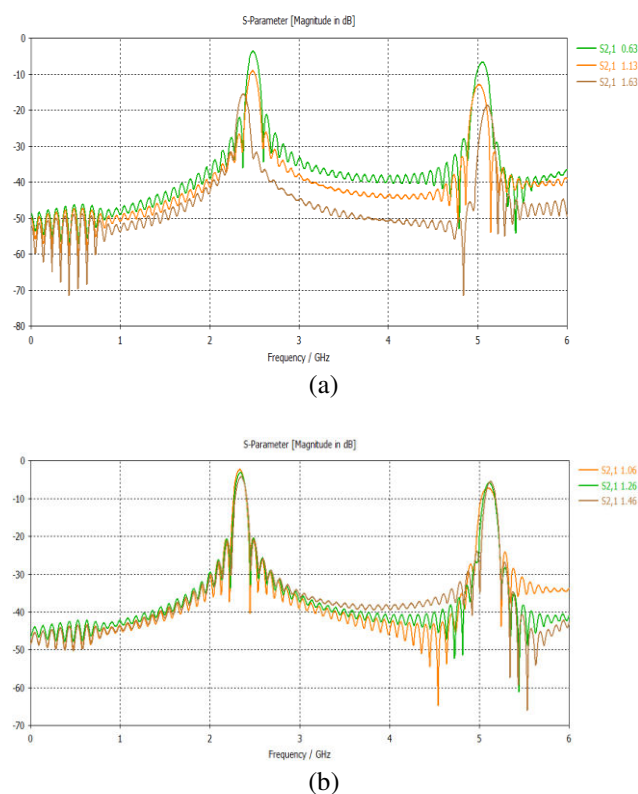 S-Parameter [Magnitude in dB]
0
-10
-20
-30
-40
-50
-60
-70
-80
0 1 2 3 4 5 6
Frequency / GHz
S2,1 0.63
S2,1 1.13
S2,1 1.63
(a)
S-Parameter [Magnitude in dB]
0
-10
-20
-30
-40
-50
-60
-70
0 1 2 3 4 5 6
Frequency / GHz
S2,1 1.06
S2,1 1.26
S2,1 1.46
(b)